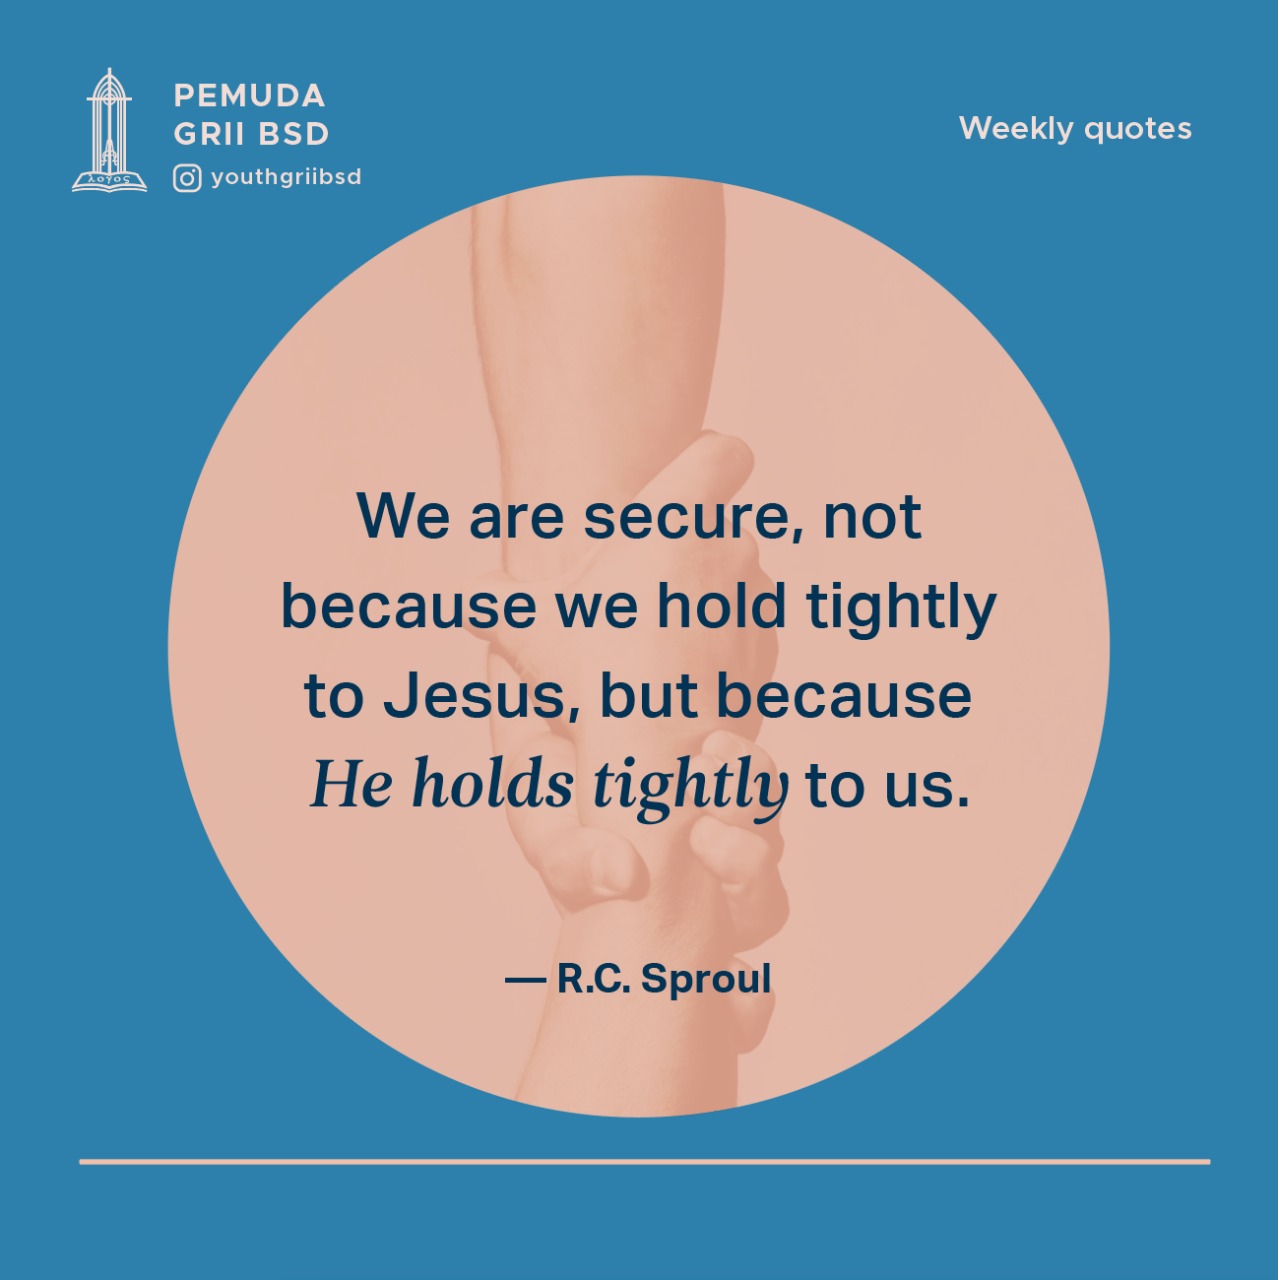 PEMUDA
GRII BSD
youthgriibsd
λογος
Weekly quotes
We are secure, not
because we hold tightly
to Jesus, but because
He holds tightly to us.
— R.C. Sproul